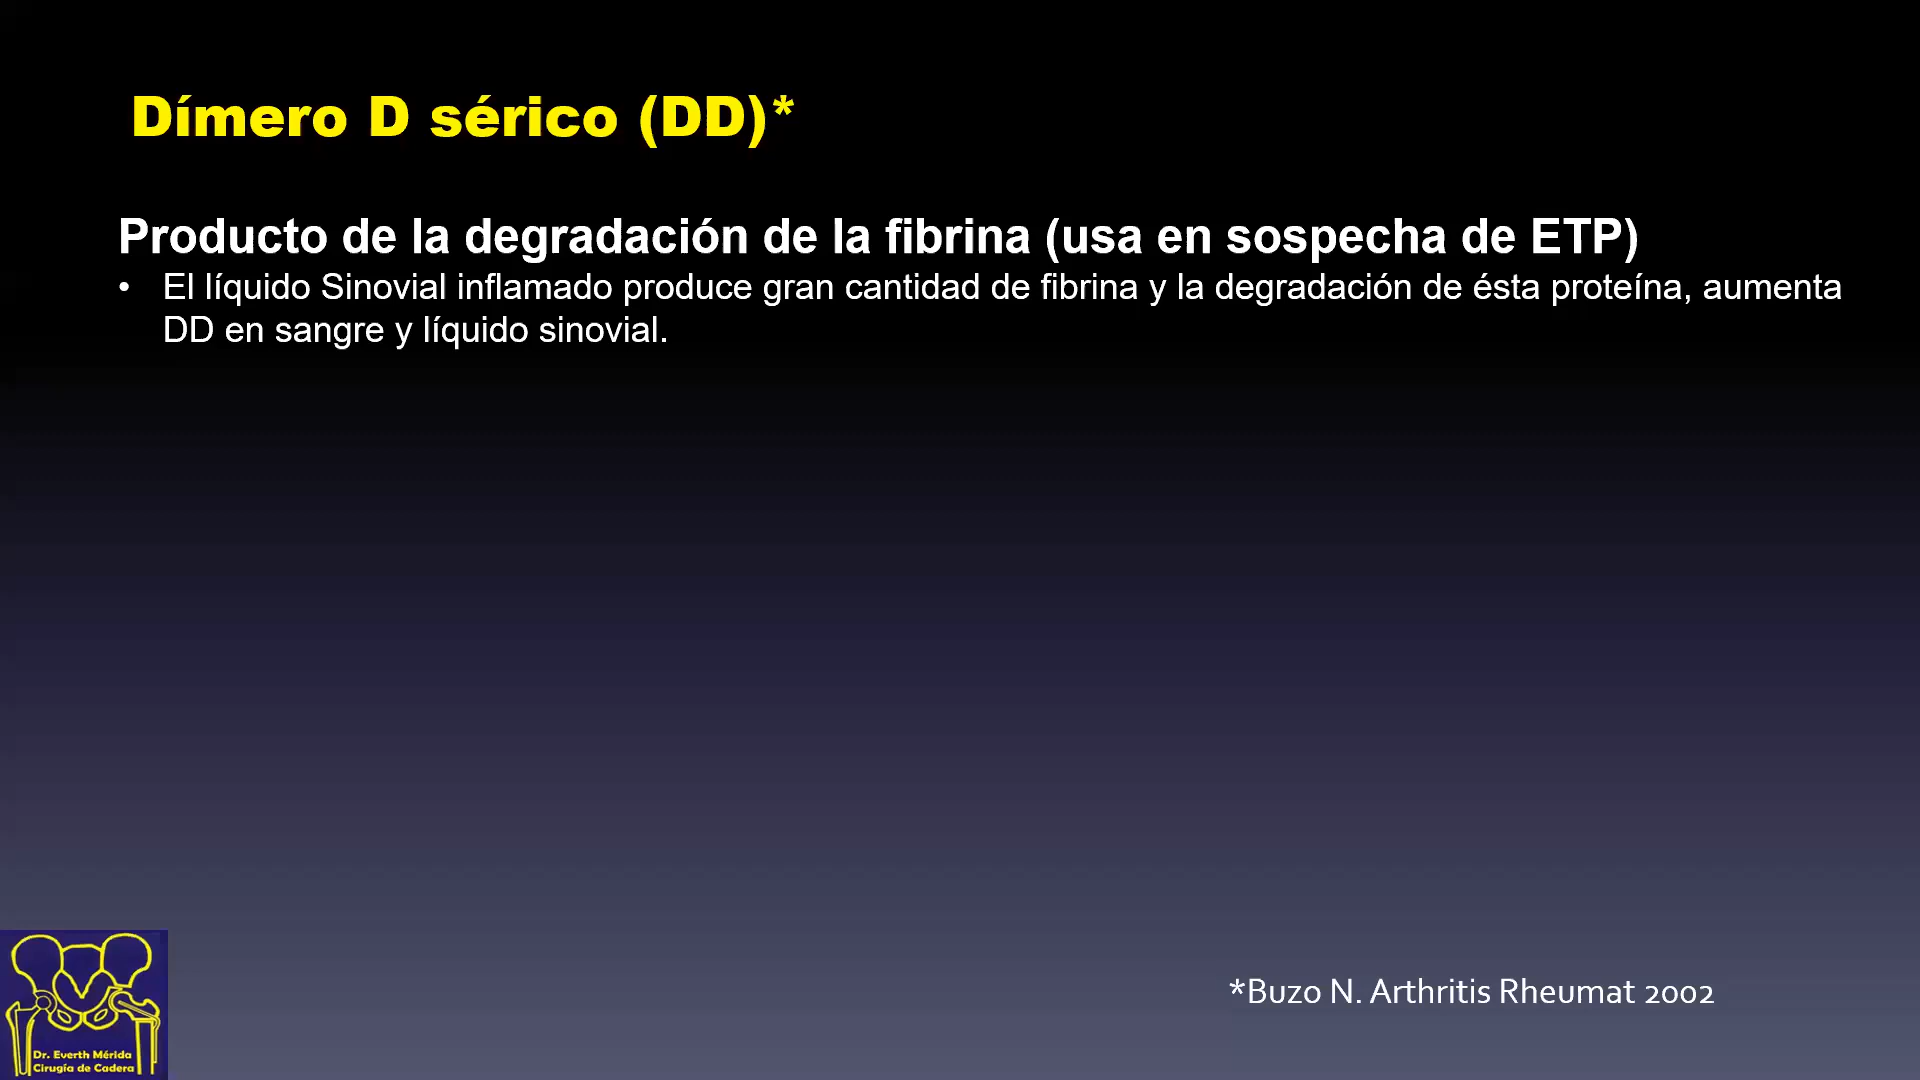 Dímero D sérico (DD)*
Producto de la degradación de la fibrina (usa en sospecha de ETP)
• El líquido Sinovial inflamado produce gran cantidad de fibrina y la degradación de ésta proteína, aumenta
DD en sangre y líquido sinovial.
*Buzo N. Arthritis Rheumat 2002
Dr. Everth Mérida
Cirugía de Cadera